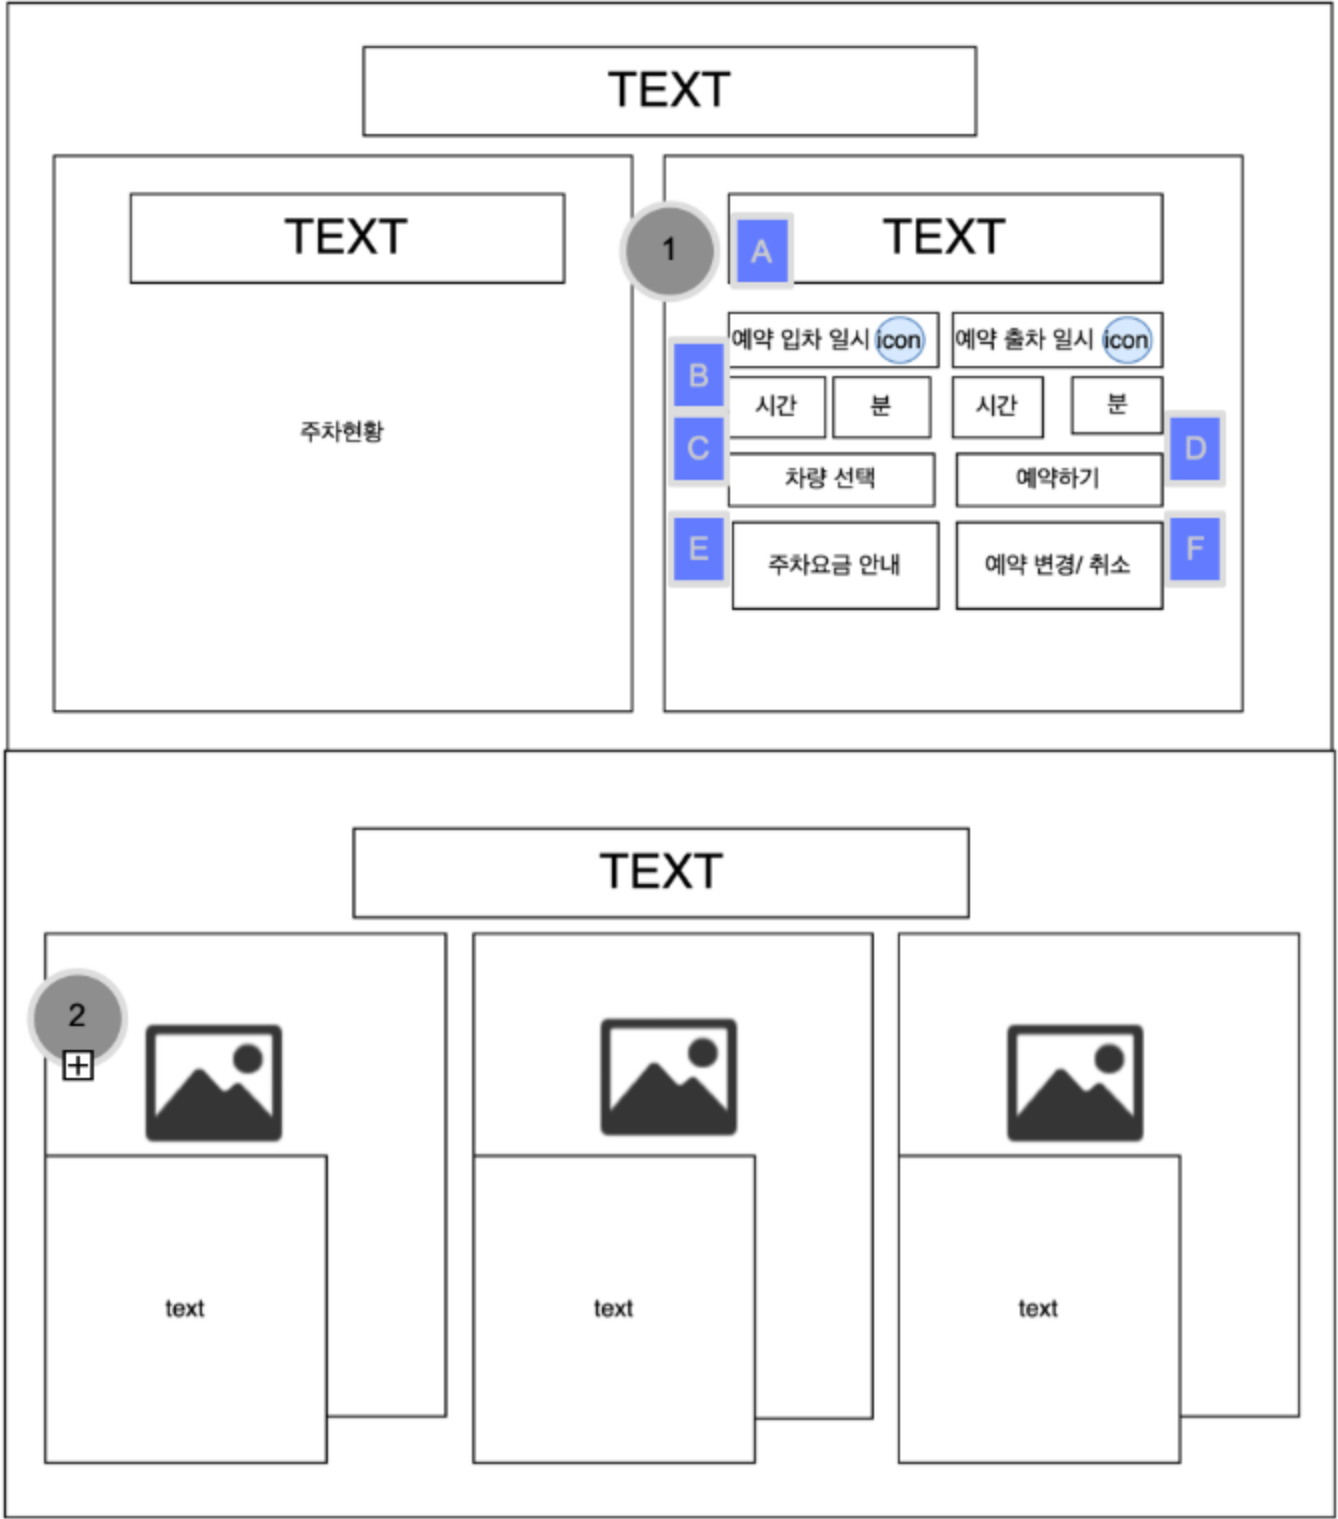 TEXT
TEXT
주차현황
1
A
TEXT
예약 입차 일시 icon
예약 출차 일시 icon
B
시간
분
시간
분
C
차량 선택
예약하기
D
E
주차요금 안내
예약 변경/ 취소
F
TEXT
2
text
text
text